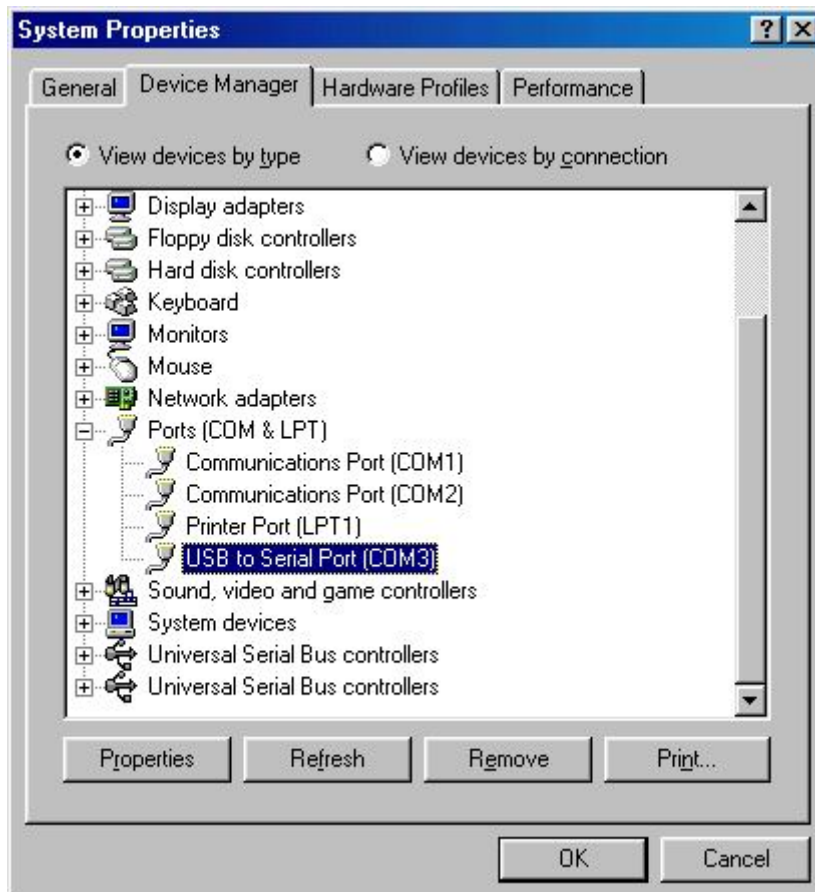 System Properties
General Device Manager Hardware Profiles Performance
View devices by type View devices by connection
Display adapters
Floppy disk controllers
Hard disk controllers
Keyboard
Monitors
Mouse
Network adapters
Ports (COM & LPT)
Communications Port (COM1)
Communications Port (COM2)
Printer Port (LPT1)
USB to Serial Port (COM3)
Sound, video and game controllers
System devices
Universal Serial Bus controllers
Universal Serial Bus controllers
Properties Refresh Remove Print...
OK Cancel